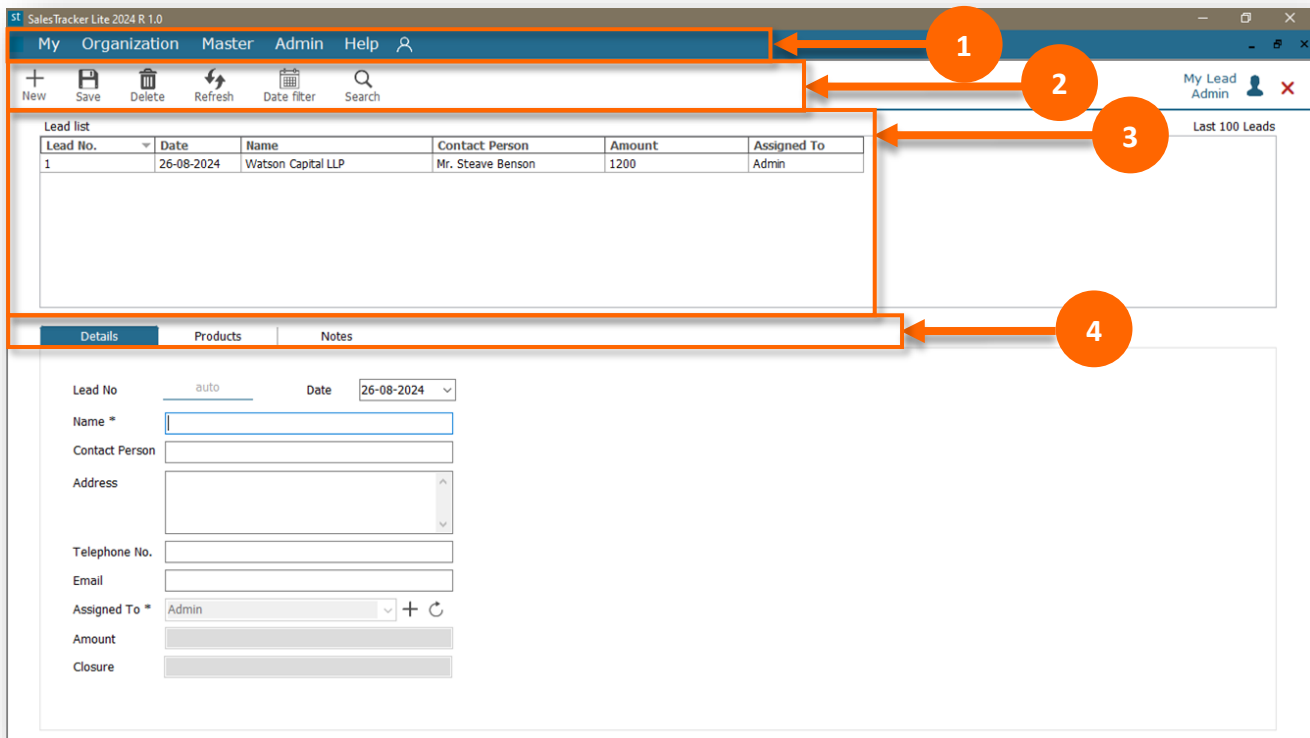 st SalesTracker Lite 2024 R 1.0
My Organization Master Admin Help
1
New Save Delete Refresh Date filter Search
2
My Lead
Admin
Lead list
Last 100 Leads
3
Lead No. Date Name Contact Person Amount Assigned To
1 26-08-2024 Watson Capital LLP Mr. Steave Benson 1200 Admin
4
Details Products Notes
Lead No auto Date 26-08-2024
Name *
Contact Person
Address
Telephone No.
Email
Assigned To * Admin
Amount
Closure